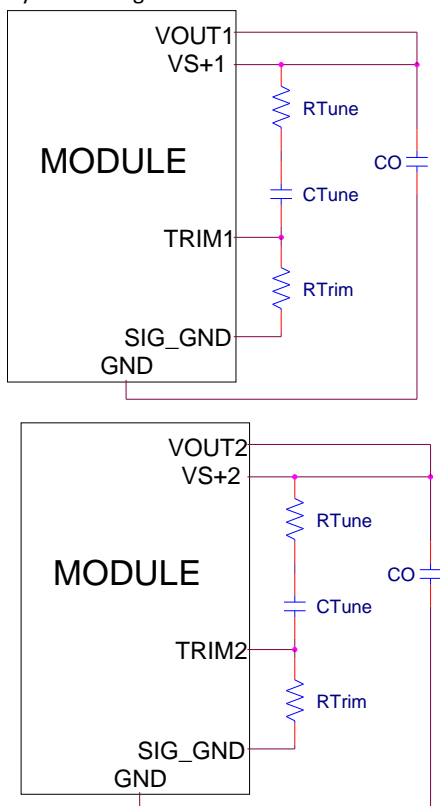 VOUT1
VS+1
RTune
MODULE
CO
CTune
TRIM1
RTrim
SIG_GND
GND
VOUT2
VS+2
RTune
MODULE
CO
CTune
TRIM2
RTrim
SIG_GND
GND